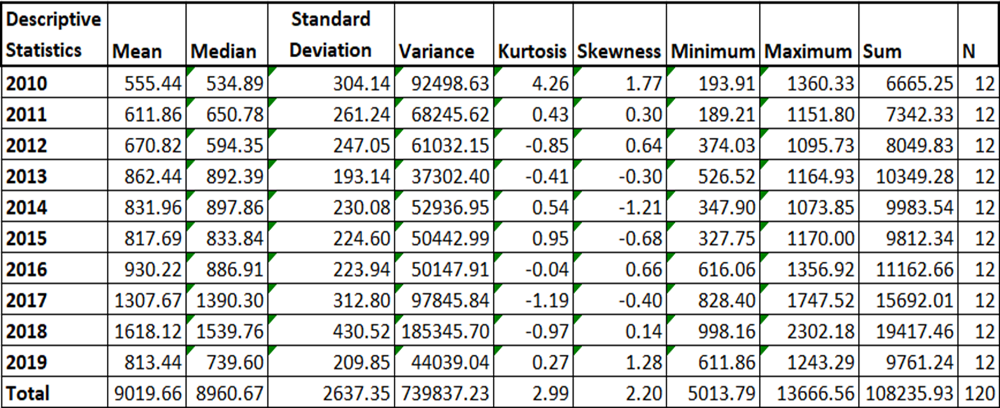 Descriptive Statistics Mean Median Standard Deviation Variance Kurtosis Skewness Minimum Maximum Sum N
2010 555.44 534.89 304.14 92498.63 4.26 1.77 193.91 1360.33 6665.25 12
2011 611.86 650.78 261.24 68245.62 0.43 0.30 189.21 1151.80 7342.33 12
2012 670.82 594.35 247.05 61032.15 -0.85 0.64 374.03 1095.73 8049.83 12
2013 862.44 892.39 193.14 37302.40 -0.41 -0.30 526.52 1164.93 10349.28 12
2014 831.96 897.86 230.08 52936.95 0.54 -1.21 347.90 1073.85 9983.54 12
2015 817.69 833.84 224.60 50442.99 0.95 -0.68 327.75 1170.00 9812.34 12
2016 930.22 886.91 223.94 50147.91 -0.04 0.66 616.06 1356.92 11162.66 12
2017 1307.67 1390.30 312.80 97845.84 -1.19 -0.40 828.40 1747.52 15692.01 12
2018 1618.12 1539.76 430.52 185345.70 -0.97 0.14 998.16 2302.18 19417.46 12
2019 813.44 739.60 209.85 44039.04 0.27 1.28 611.86 1243.29 9761.24 12
Total 9019.66 8960.67 2637.35 739837.23 2.99 2.20 5013.79 13666.56 108235.93 120